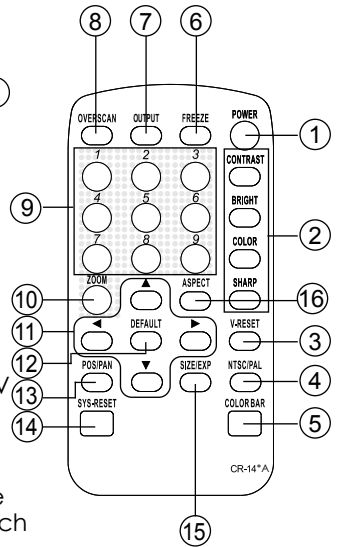 8 7 6
OVERSCAN OUTPUT FREEZE POWER
1 2 3
1
CONTRAST
4 5 6
BRIGHT
9
2
7 8 9
COLOR
ZOOM ASPECT SHARP
10
16
11
DEFAULT V-RESET
12
3
POS/PAN SIZE/EXP NTSC/PAL
13
4
SYS-RESET COLOR BAR
14
5
CR-14*A
e
ch
15